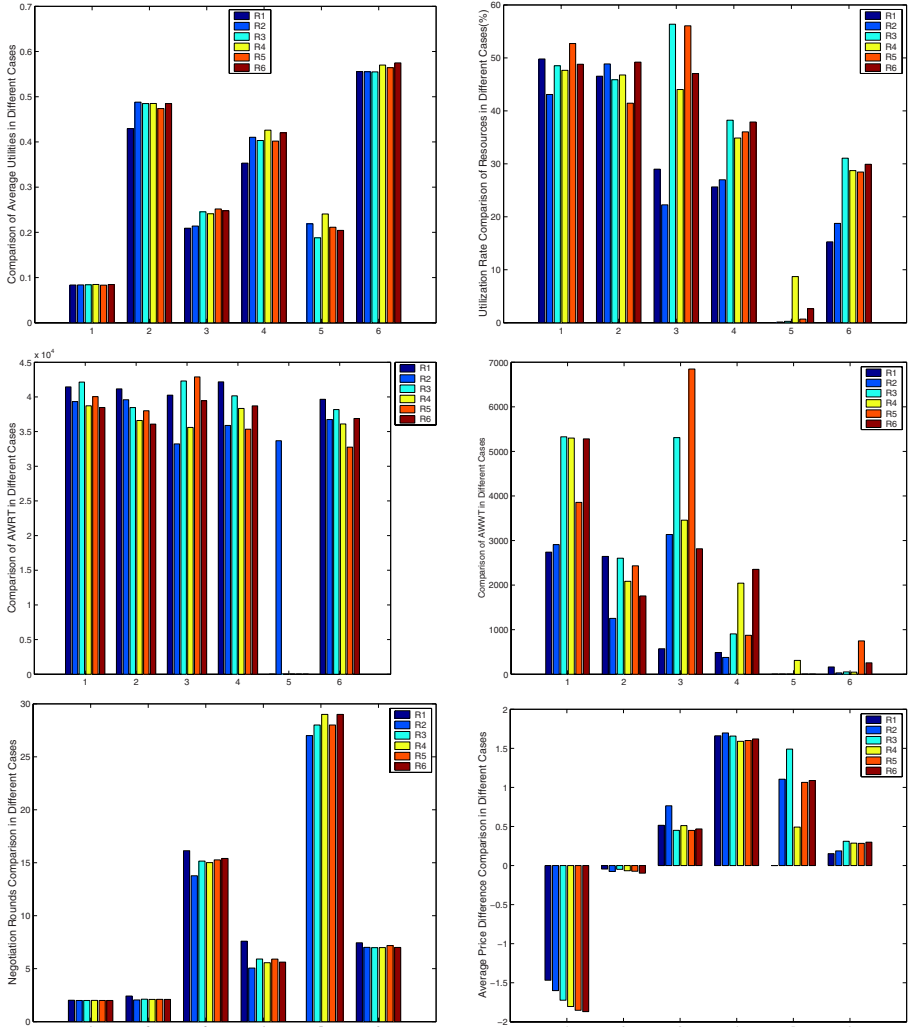 Comparison of Average Utilities in Different Cases
0.7
0.6
0.5
0.4
0.3
0.2
0.1
0
1 2 3 4 5 6
R1
R2
R3
R4
R5
R6
Utilization Rate Comparison of Resources in Different Cases(%)
60
50
40
30
20
10
0
1 2 3 4 5 6
R1
R2
R3
R4
R5
R6
Comparison of AWRT in Different Cases
x 10^4
4.5
4
3.5
3
2.5
2
1.5
1
0.5
0
1 2 3 4 5 6
R1
R2
R3
R4
R5
R6
Comparison of AWWT in Different Cases
7000
6000
5000
4000
3000
2000
1000
0
1 2 3 4 5 6
R1
R2
R3
R4
R5
R6
Negotiation Rounds Comparison in Different Cases
30
25
20
15
10
5
0
R1
R2
R3
R4
R5
R6
Average Price Difference Comparison in Different Cases
2
1.5
1
0.5
0
−0.5
−1
−1.5
−2
R1
R2
R3
R4
R5
R6